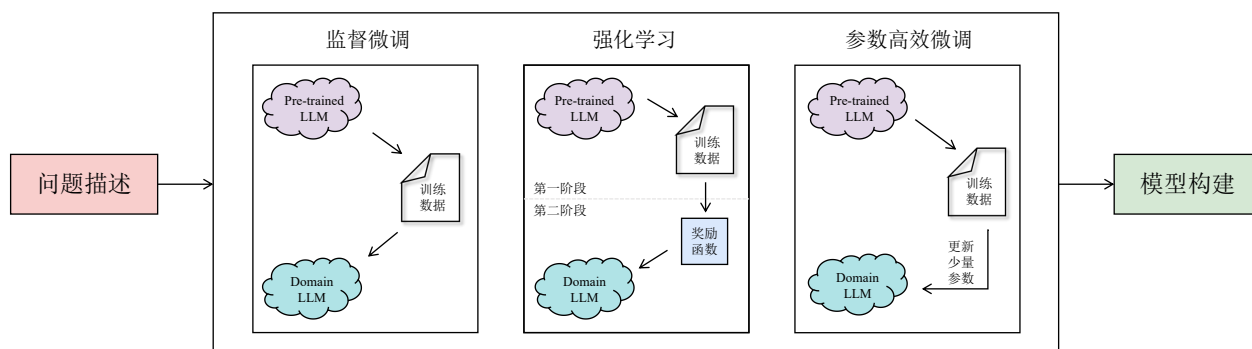 问题描述
监督微调
Pre-trained
LLM
训练
数据
Domain
LLM
强化学习
Pre-trained
LLM
训练
数据
第一阶段
第二阶段
奖励
函数
Domain
LLM
参数高效微调
Pre-trained
LLM
训练
数据
更新
少量
参数
Domain
LLM
模型构建